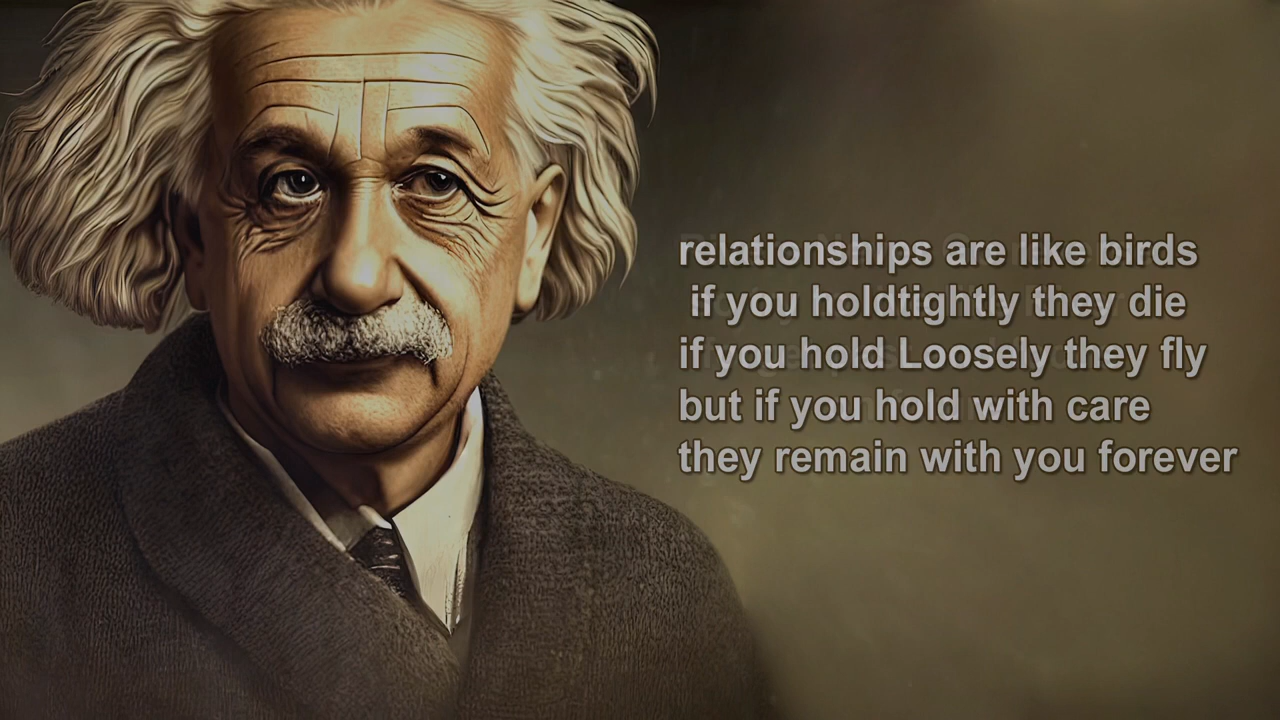 relationships are like birds
if you holdtightly they die
if you hold Loosely they fly
but if you hold with care
they remain with you forever